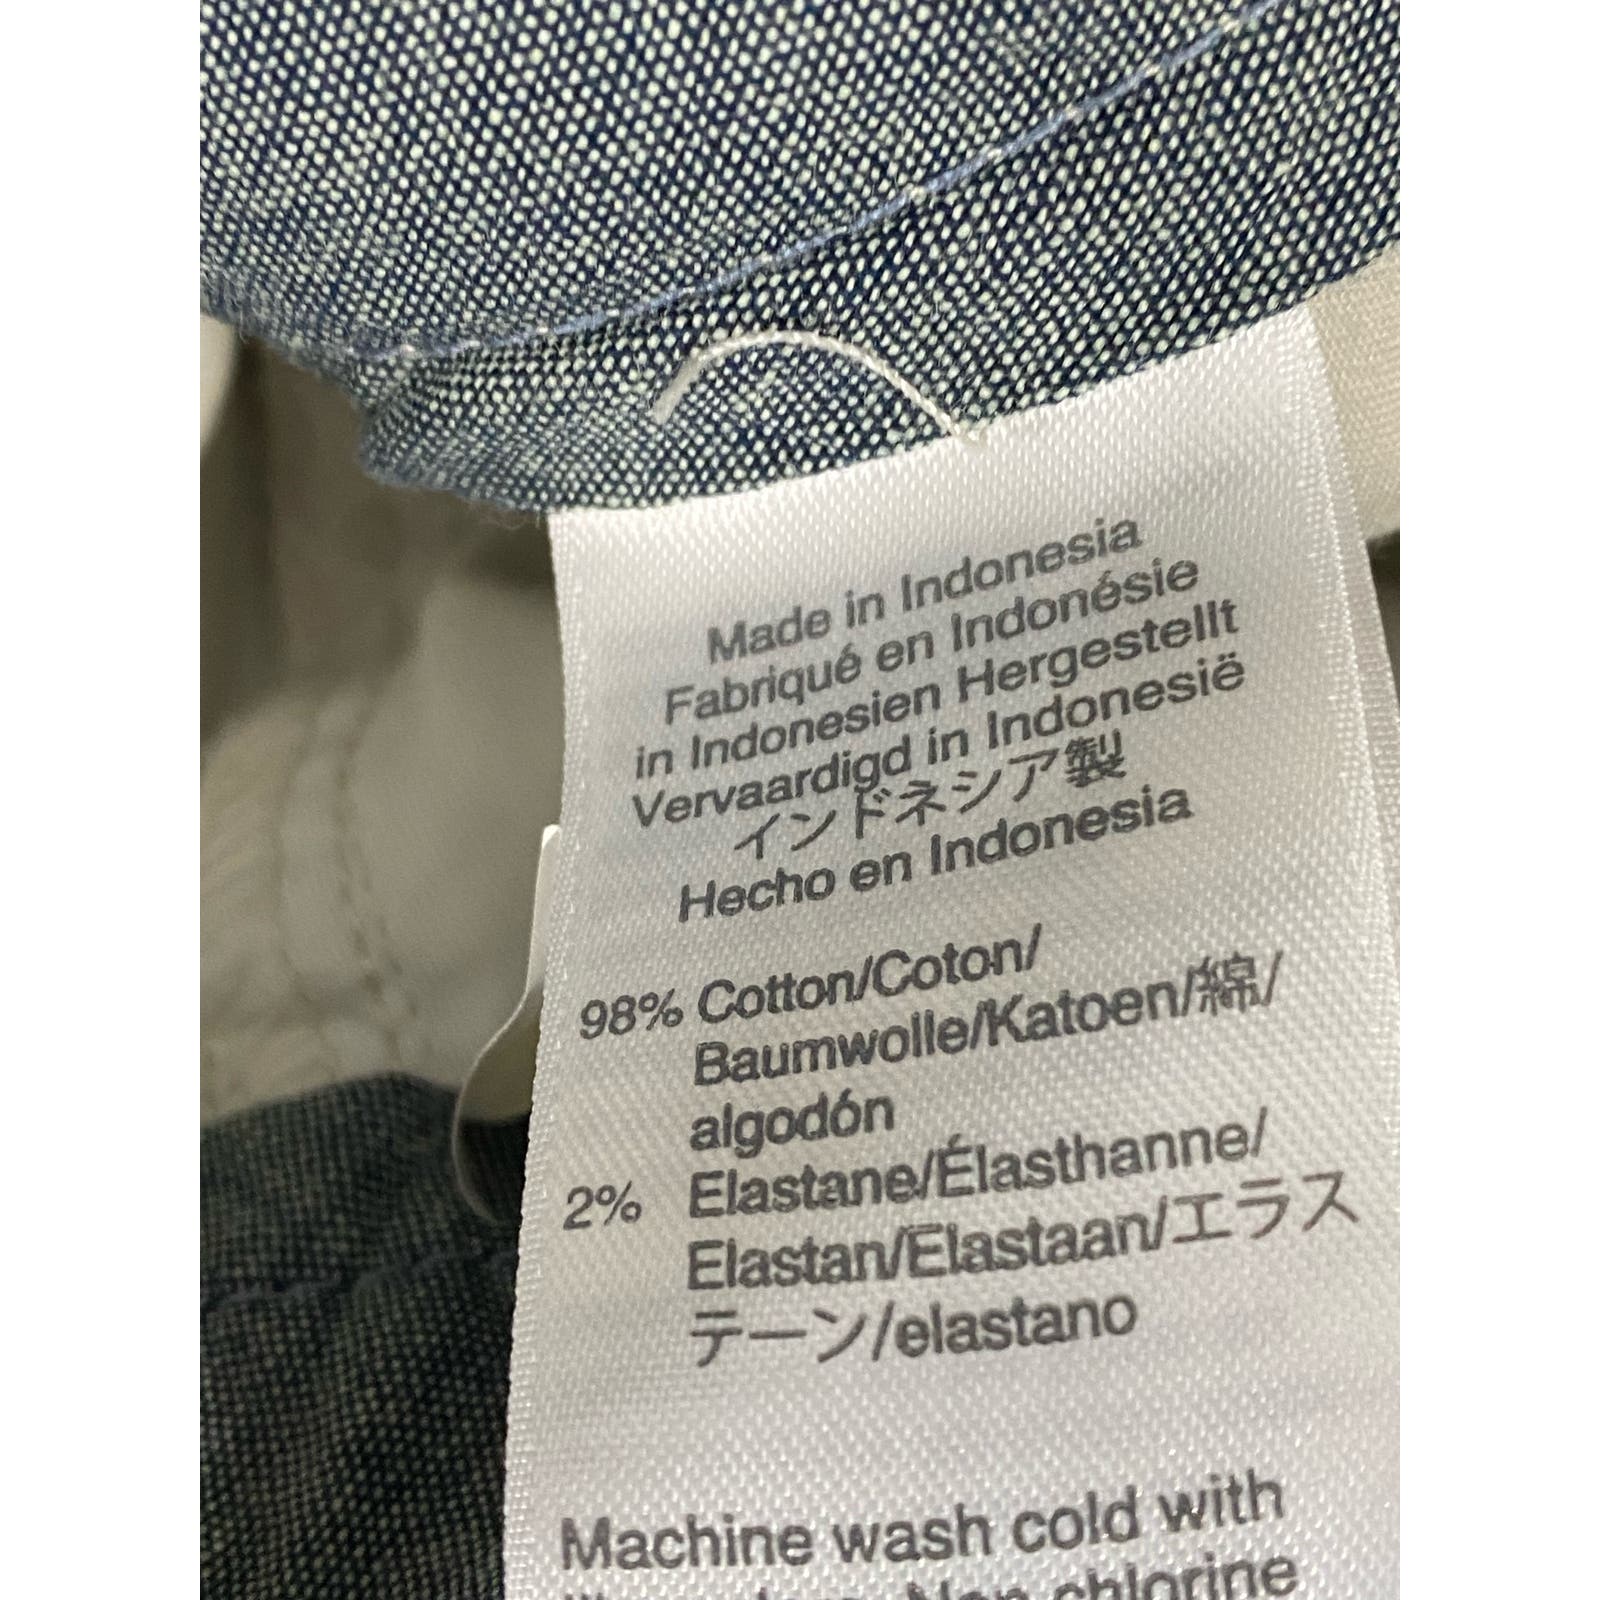 Made in Indonesia
Fabriqué en Indonésie
in Indonesien Hergestellt
Vervaardigd in Indonesië
インドネシア製
Hecho en Indonesia
98% Cotton/Coton/
Baumwolle/Katoen/綿/
algodón
2% Elastane/Élasthanne/
Elastan/Elastaan/エラス
テーン/elastano
Machine wash cold with
Non chlorine